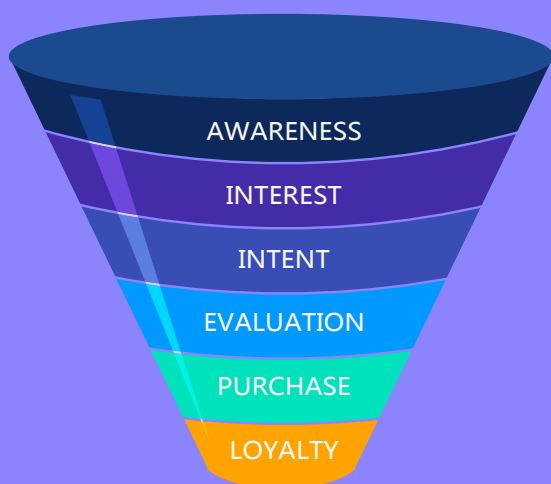 AWARENESS
INTEREST
INTENT
EVALUATION
PURCHASE
LOYALTY